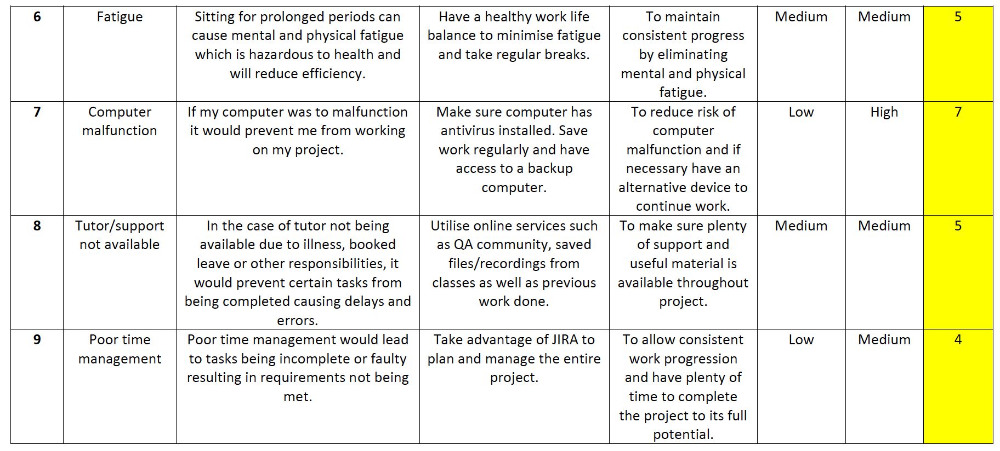 6
Fatigue
Sitting for prolonged periods can
cause mental and physical fatigue
which is hazardous to health and
will reduce efficiency.
Have a healthy work life
balance to minimise fatigue
and take regular breaks.
To maintain
consistent progress
by eliminating
mental and physical
fatigue.
Medium
Medium
5
7
Computer
malfunction
If my computer was to malfunction
it would prevent me from working
on my project.
Make sure computer has
antivirus installed. Save
work regularly and have
access to a backup
computer.
To reduce risk of
computer
malfunction and if
necessary have an
alternative device to
continue work.
Low
High
7
8
Tutor/support
not available
In the case of tutor not being
available due to illness, booked
leave or other responsibilities, it
would prevent certain tasks from
being completed causing delays and
errors.
Utilise online services such
as QA community, saved
files/recordings from
classes as well as previous
work done.
To make sure plenty
of support and
useful material is
available throughout
project.
Medium
Medium
5
9
Poor time
management
Poor time management would lead
to tasks being incomplete or faulty
resulting in requirements not being
met.
Take advantage of JIRA to
plan and manage the entire
project.
To allow consistent
work progression
and have plenty of
time to complete
the project to its full
potential.
Low
Medium
4